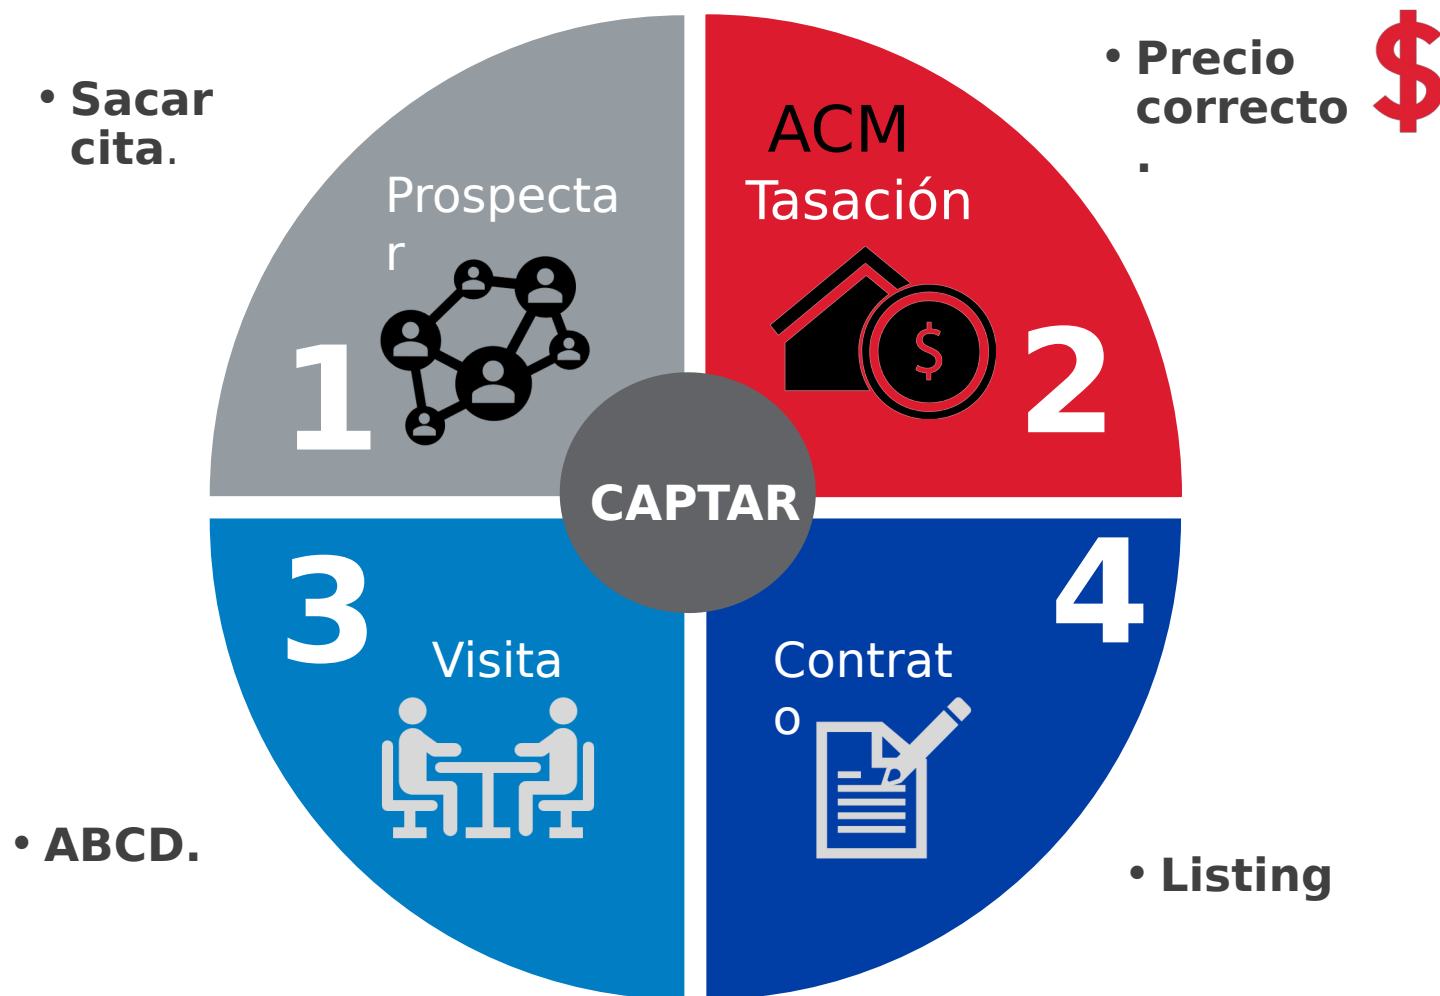 • Sacar
cita.
• Precio
correcto
.
$
ACM
Tasación
Prospecta
r
$
1
2
CAPTAR
3
4
Visita
Contrat
o
• ABCD.
• Listing